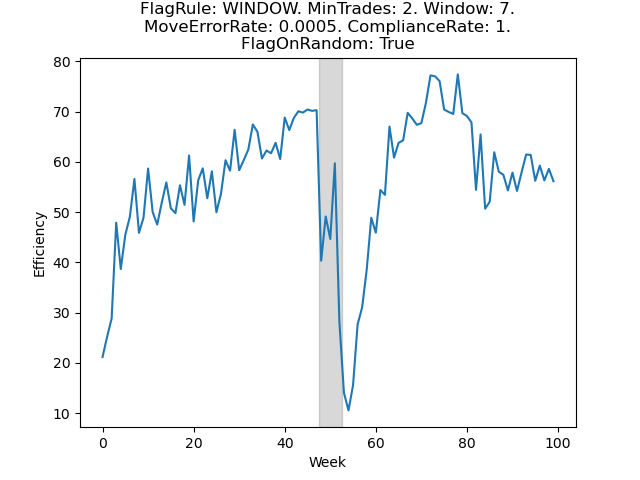 FlagRule: WINDOW. MinTrades: 2. Window: 7.
MoveErrorRate: 0.0005. ComplianceRate: 1.
FlagOnRandom: True
80
70
60
50
40
30
20
10
Efficiency
0 20 40 60 80 100
Week